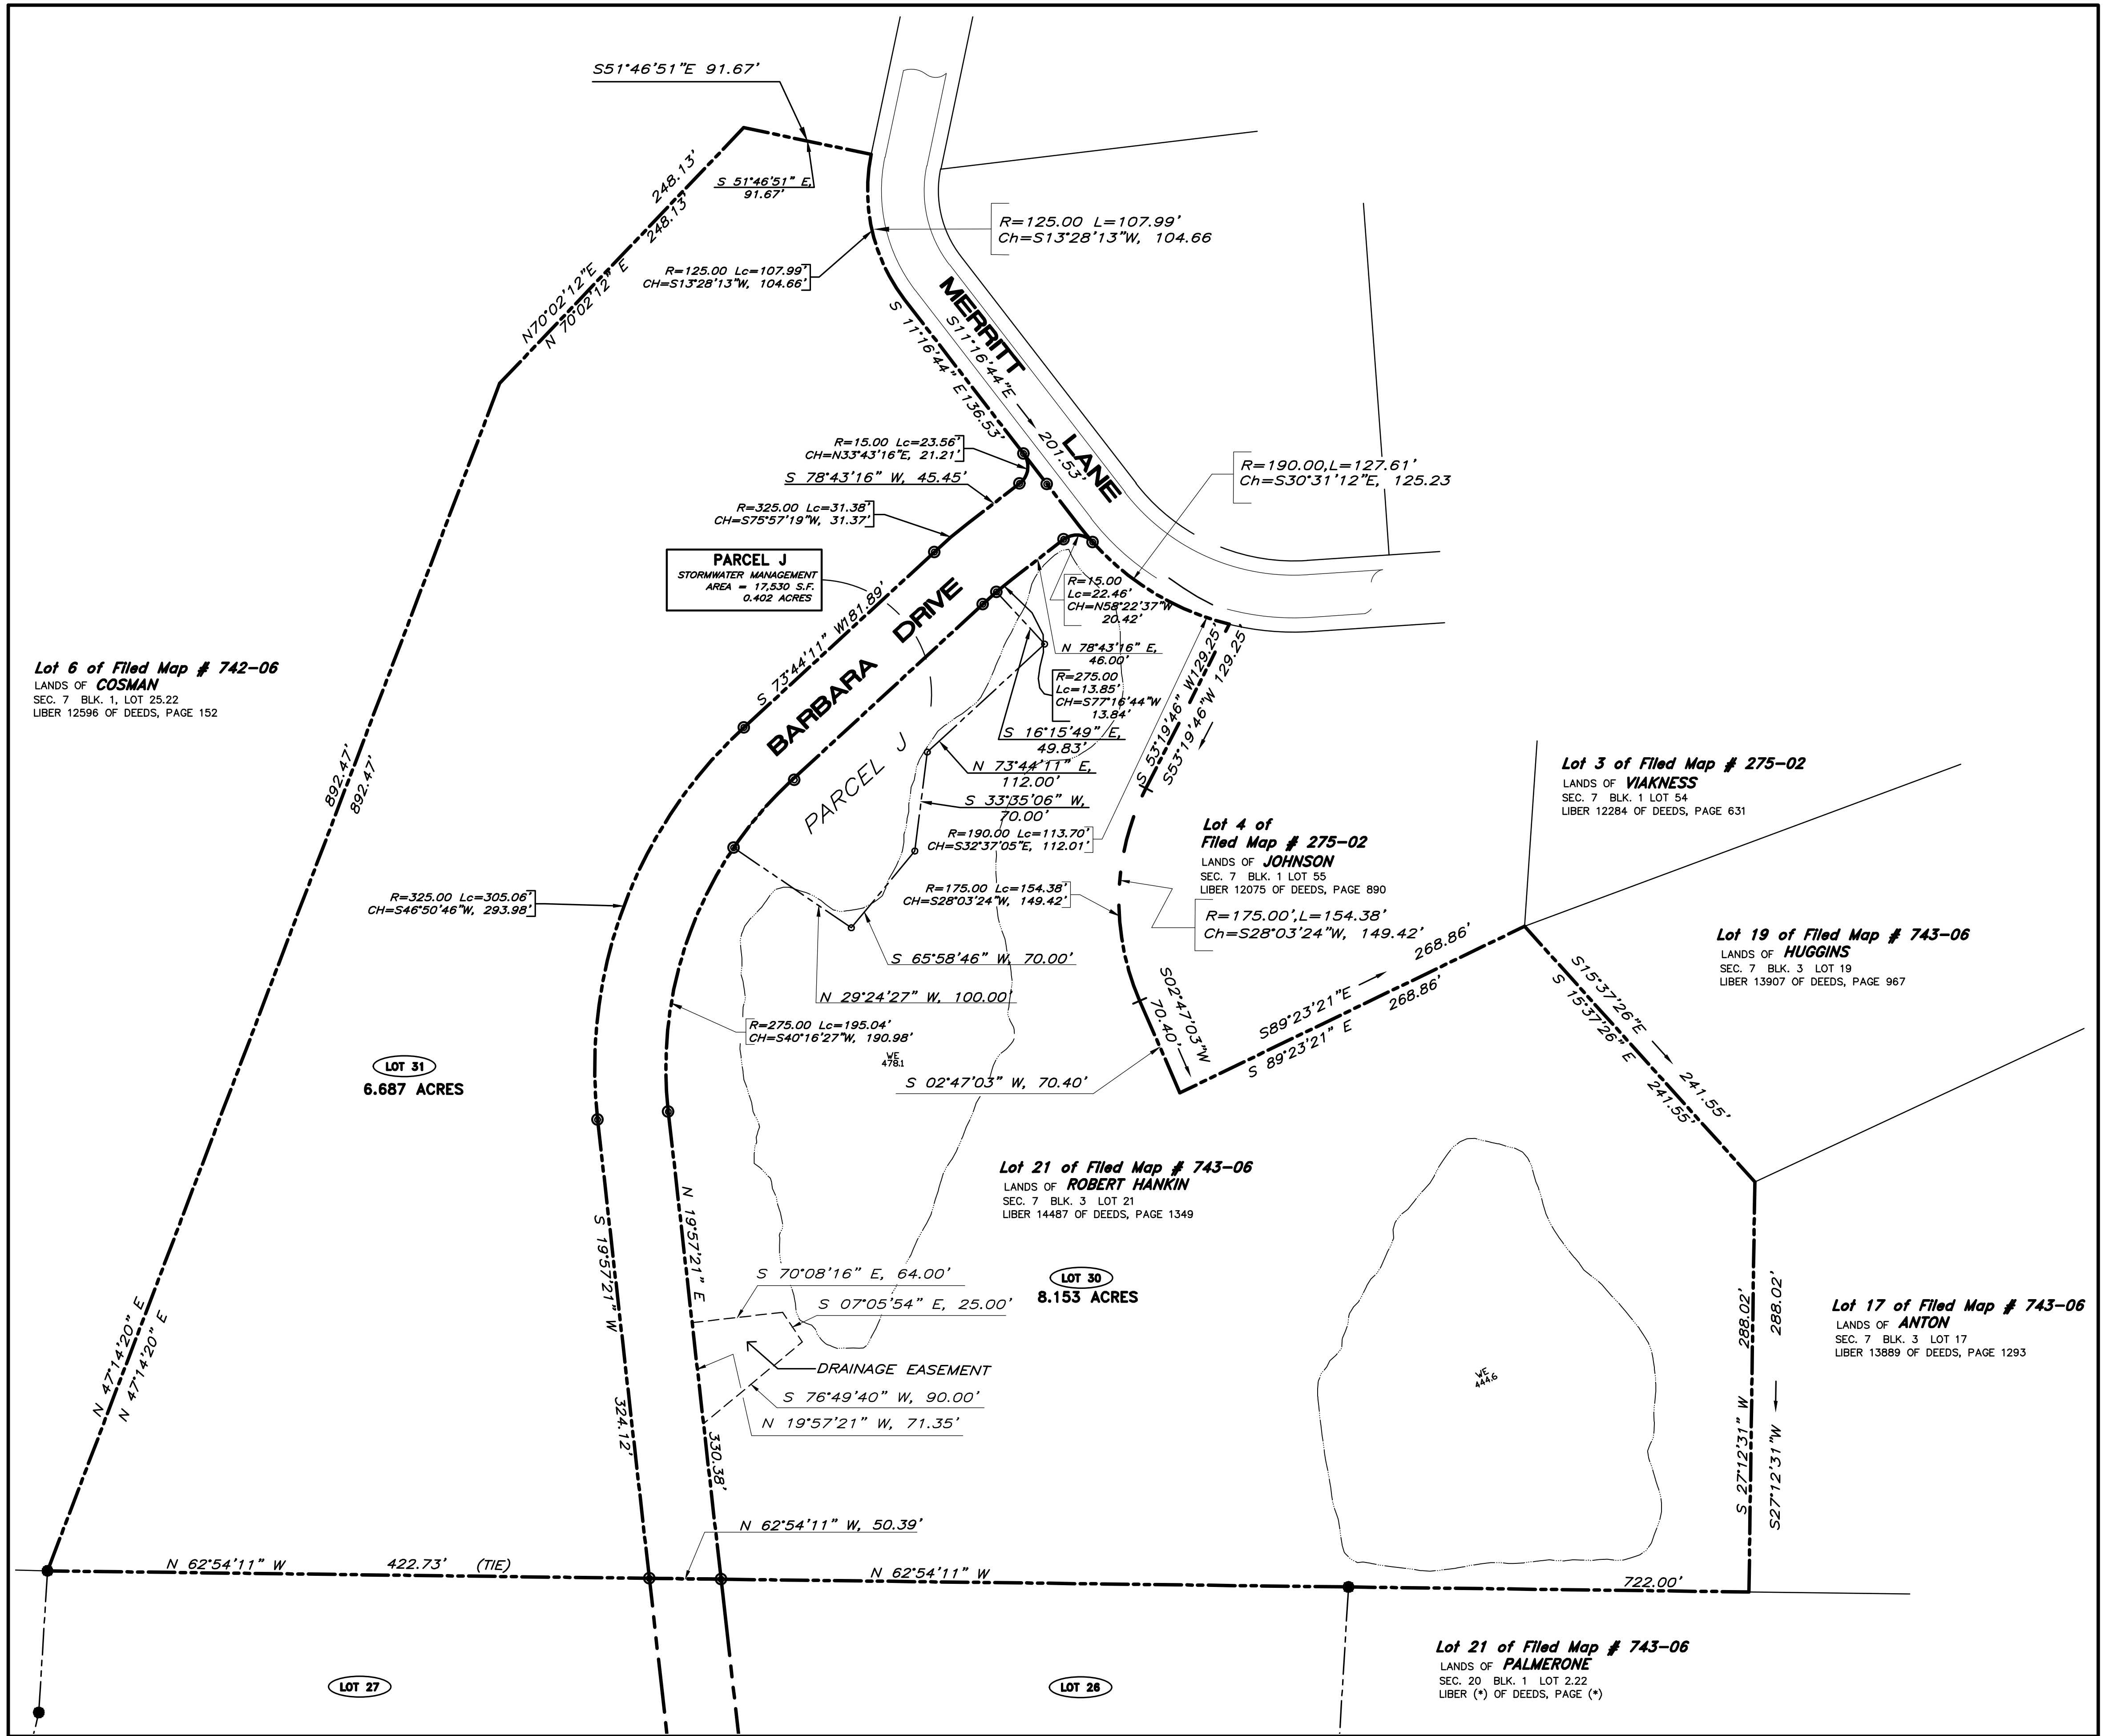 S51°46'51"E 91.67'
248.13'
248.13'
S 51°46'51" E,
91.67'
N70°02'12"E
N 70°02'12" E
R=125.00 L=107.99'
Ch=S13°28'13"W, 104.66
R=125.00 Lc=107.99'
CH=S13°28'13"W, 104.66'
MERRITT LANE
S11°16'44"E
201.53'
S 11°16'44" E136.53'
R=15.00 Lc=23.56'
CH=N33°43'16"E, 21.21'
S 78°43'16" W, 45.45'
R=325.00 Lc=31.38'
CH=S75°57'19"W, 31.37'
R=190.00,L=127.61'
Ch=S30°31'12"E, 125.23
PARCEL J
STORMWATER MANAGEMENT
AREA = 17,530 S.F.
0.402 ACRES
R=15.00
Lc=22.46'
CH=N58°22'37"W
20.42'
N 78°43'16" E,
46.00'
R=275.00
Lc=13.85'
CH=S77°16'44"W
13.84'
S 16°15'49" E,
49.83'
N 73°44'11" E,
112.00'
S 33°35'06" W,
70.00'
R=190.00 Lc=113.70'
CH=S32°37'05"E, 112.01'
S 73°44'11" W181.89'
BARBARA DRIVE
PARCEL J
S 53°19'46" W129.25'
S53°19'46"W 129.25'
Lot 6 of Filed Map # 742-06
LANDS OF COSMAN
SEC. 7 BLK. 1, LOT 25.22
LIBER 12596 OF DEEDS, PAGE 152
892.47'
892.47'
Lot 3 of Filed Map # 275-02
LANDS OF VIAKNESS
SEC. 7 BLK. 1 LOT 54
LIBER 12284 OF DEEDS, PAGE 631
Lot 4 of
Filed Map # 275-02
LANDS OF JOHNSON
SEC. 7 BLK. 1 LOT 55
LIBER 12075 OF DEEDS, PAGE 890
R=325.00 Lc=305.06'
CH=S46°50'46"W, 293.98'
R=175.00 Lc=154.38'
CH=S28°03'24"W, 149.42'
R=175.00',L=154.38'
Ch=S28°03'24"W, 149.42'
S 65°58'46" W, 70.00'
N 29°24'27" W, 100.00'
R=275.00 Lc=195.04'
CH=S40°16'27"W, 190.98'
WE
478.1
S02°47'03"W
70.40'
S 02°47'03" W, 70.40'
S89°23'21"E
268.86'
S 89°23'21" E
268.86'
S15°37'26"E
241.55'
S 15°37'26" E
241.55'
Lot 19 of Filed Map # 743-06
LANDS OF HUGGINS
SEC. 7 BLK. 3 LOT 19
LIBER 13907 OF DEEDS, PAGE 967
LOT 31
6.687 ACRES
Lot 21 of Filed Map # 743-06
LANDS OF ROBERT HANKIN
SEC. 7 BLK. 3 LOT 21
LIBER 14487 OF DEEDS, PAGE 1349
LOT 30
8.153 ACRES
S 19°57'21" W
324.12'
N 19°57'21" E
330.38'
S 70°08'16" E, 64.00'
S 07°05'54" E, 25.00'
DRAINAGE EASEMENT
S 76°49'40" W, 90.00'
N 19°57'21" W, 71.35'
WE
444.6
288.02'
288.02'
S 27°12'31" W
S27°12'31"W
Lot 17 of Filed Map # 743-06
LANDS OF ANTON
SEC. 7 BLK. 3 LOT 17
LIBER 13889 OF DEEDS, PAGE 1293
N 47°14'20" E
N 47°14'20" E
N 62°54'11" W 422.73' (TIE)
N 62°54'11" W, 50.39'
N 62°54'11" W
722.00'
LOT 27
LOT 26
Lot 21 of Filed Map # 743-06
LANDS OF PALMERONE
SEC. 20 BLK. 1 LOT 2.22
LIBER (*) OF DEEDS, PAGE (*)